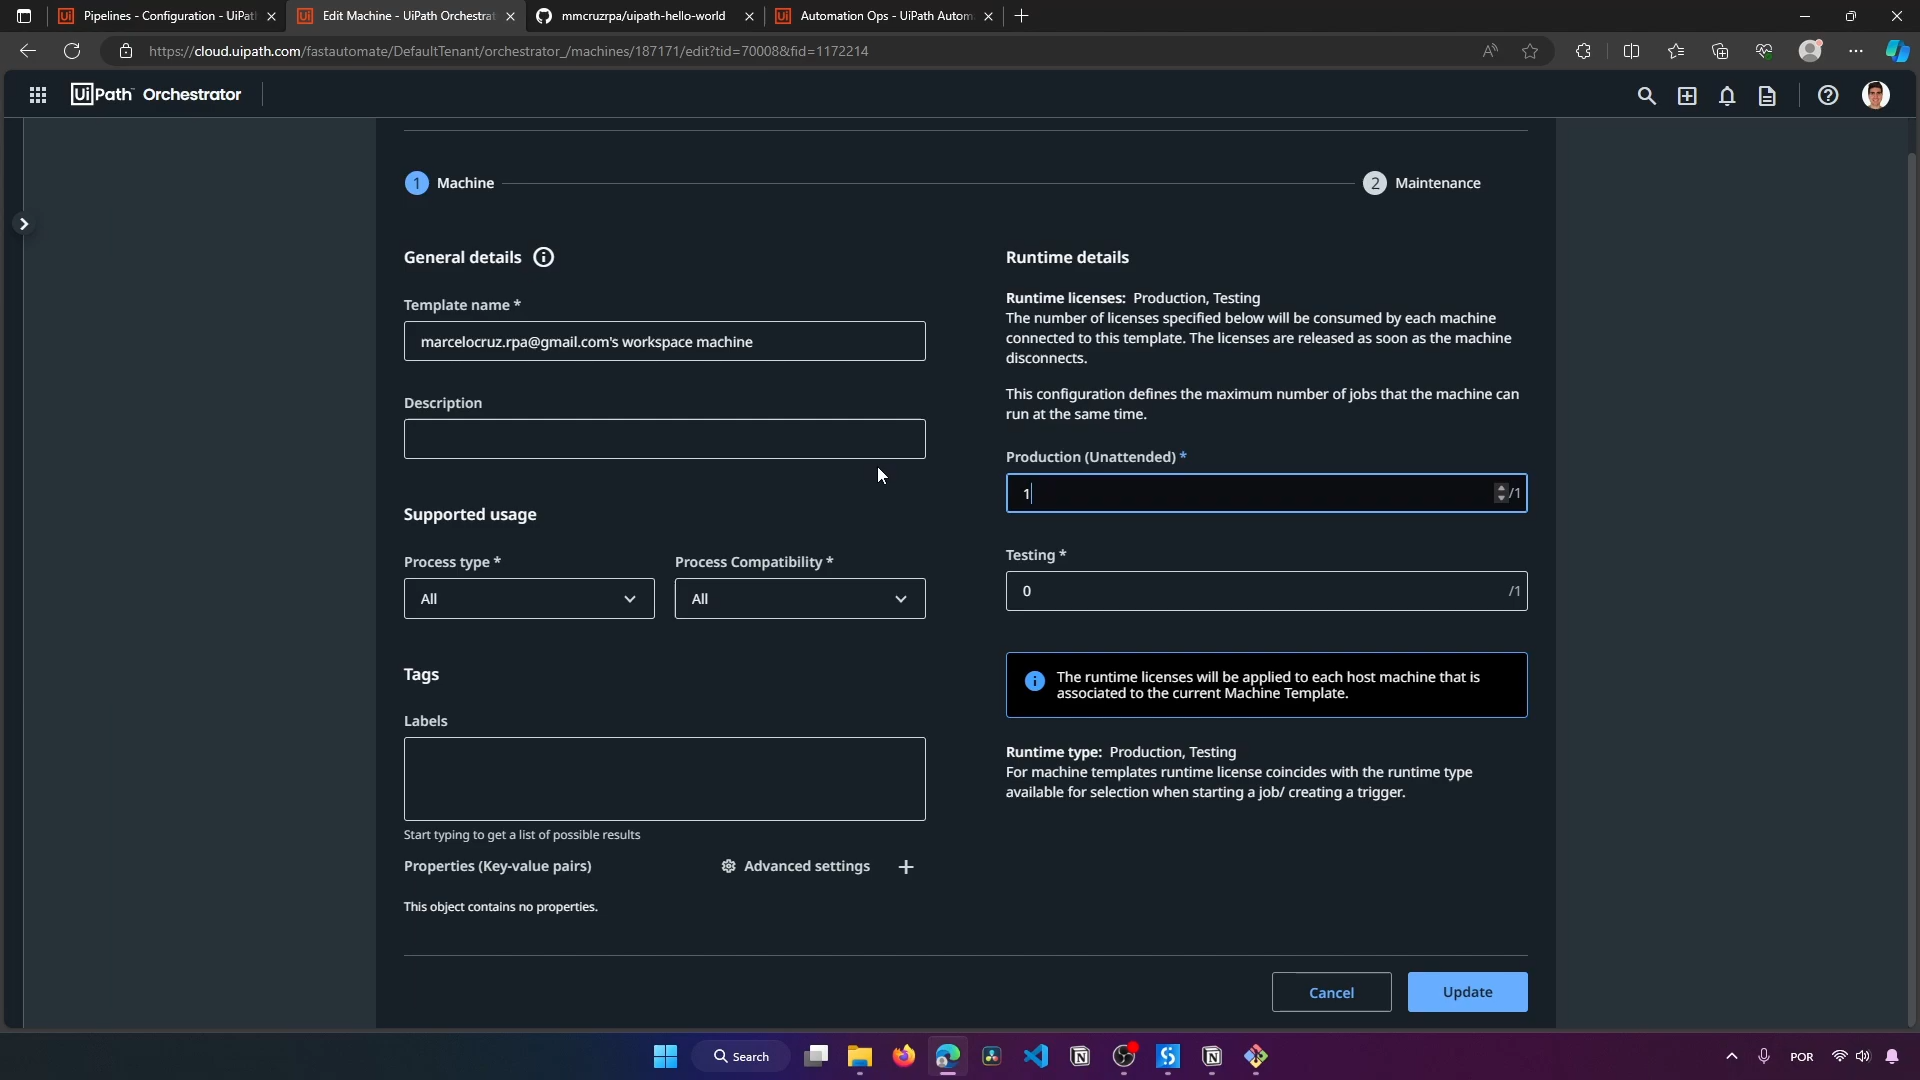 Pipelines - Configuration - UiPat
Edit Machine - UiPath Orchestrat
mmcruzrpa/uipath-hello-world
Automation Ops - UiPath Autom
https://cloud.uipath.com/fastautomate/DefaultTenant/orchestrator_/machines/187171/edit?tid=70008&fid=1172214
UiPath Orchestrator
1 Machine
2 Maintenance
General details
Template name *
marcelocruz.rpa@gmail.com's workspace machine
Description
Supported usage
Process type *
Process Compatibility *
All
All
Tags
Labels
Start typing to get a list of possible results
Properties (Key-value pairs)
Advanced settings
This object contains no properties.
Runtime details
Runtime licenses: Production, Testing
The number of licenses specified below will be consumed by each machine
connected to this template. The licenses are released as soon as the machine
disconnects.
This configuration defines the maximum number of jobs that the machine can
run at the same time.
Production (Unattended) *
1 /1
Testing *
0 /1
The runtime licenses will be applied to each host machine that is
associated to the current Machine Template.
Runtime type: Production, Testing
For machine templates runtime license coincides with the runtime type
available for selection when starting a job/ creating a trigger.
Cancel
Update
Search
POR